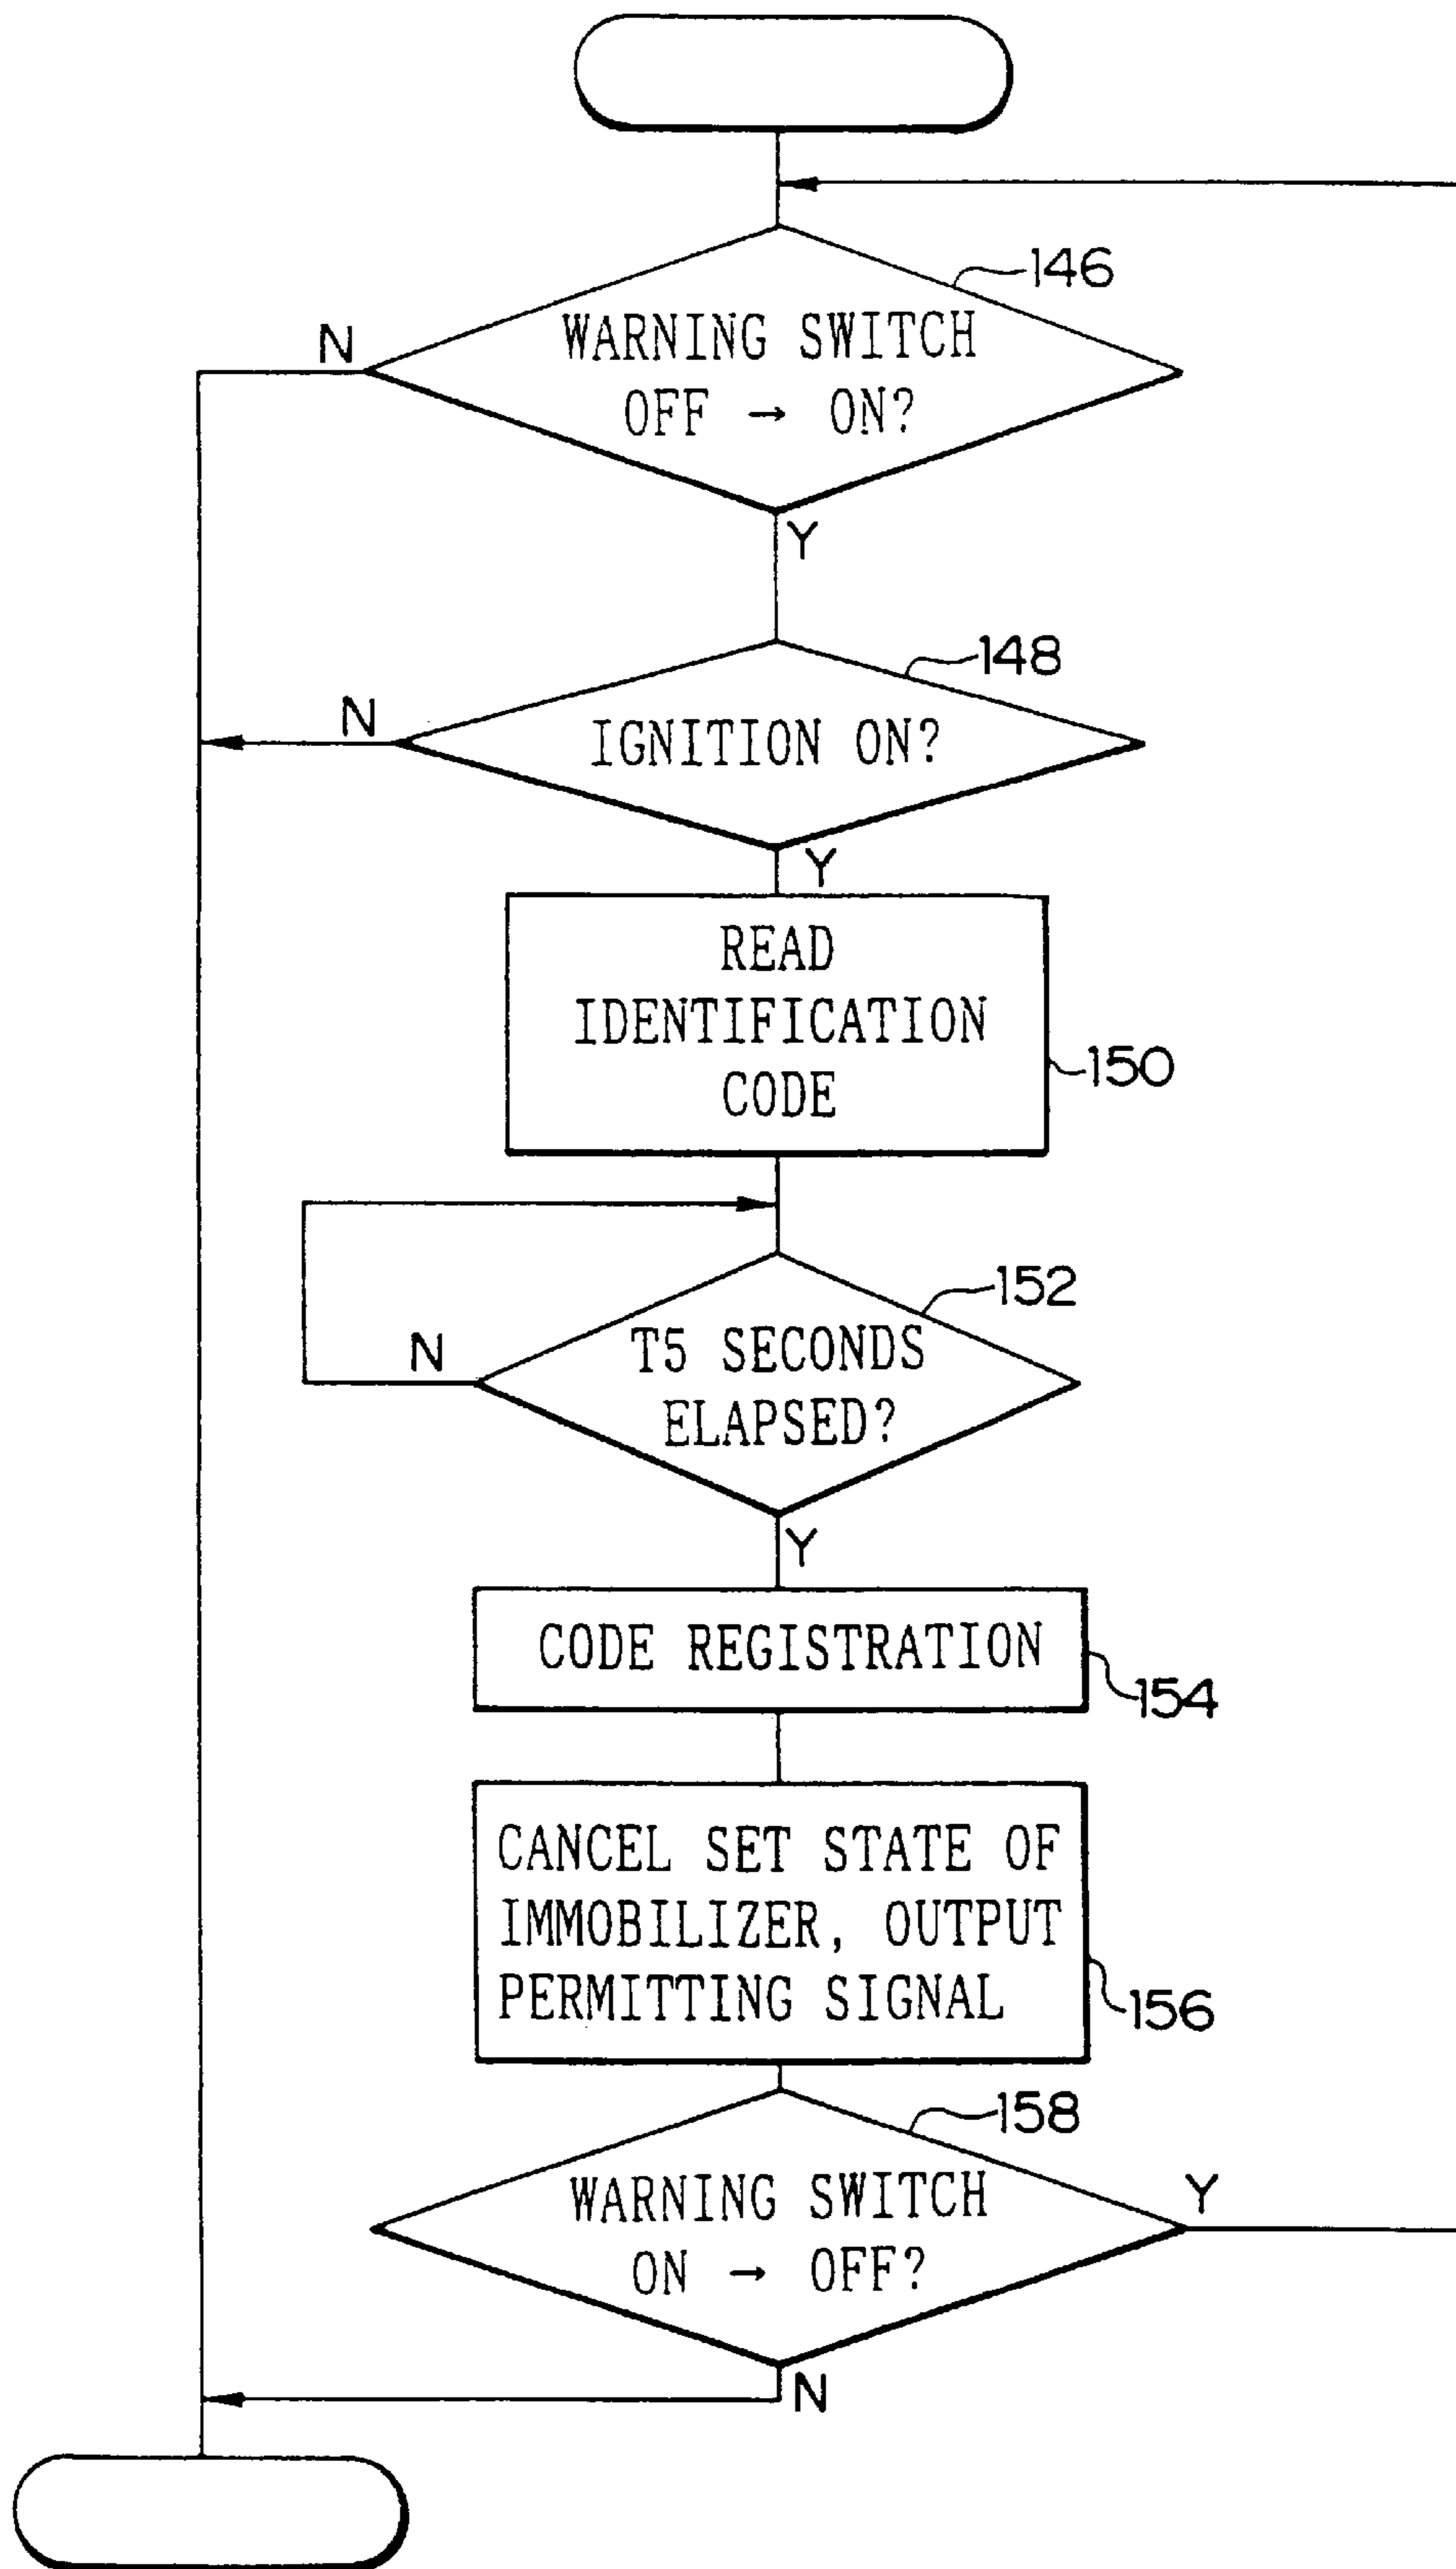 146
N
WARNING SWITCH
OFF → ON?
Y
148
N
IGNITION ON?
Y
READ
IDENTIFICATION
CODE
150
152
N
T5 SECONDS
ELAPSED?
Y
CODE REGISTRATION
154
CANCEL SET STATE OF
IMMOBILIZER, OUTPUT
PERMITTING SIGNAL
156
158
WARNING SWITCH
ON → OFF?
Y
N